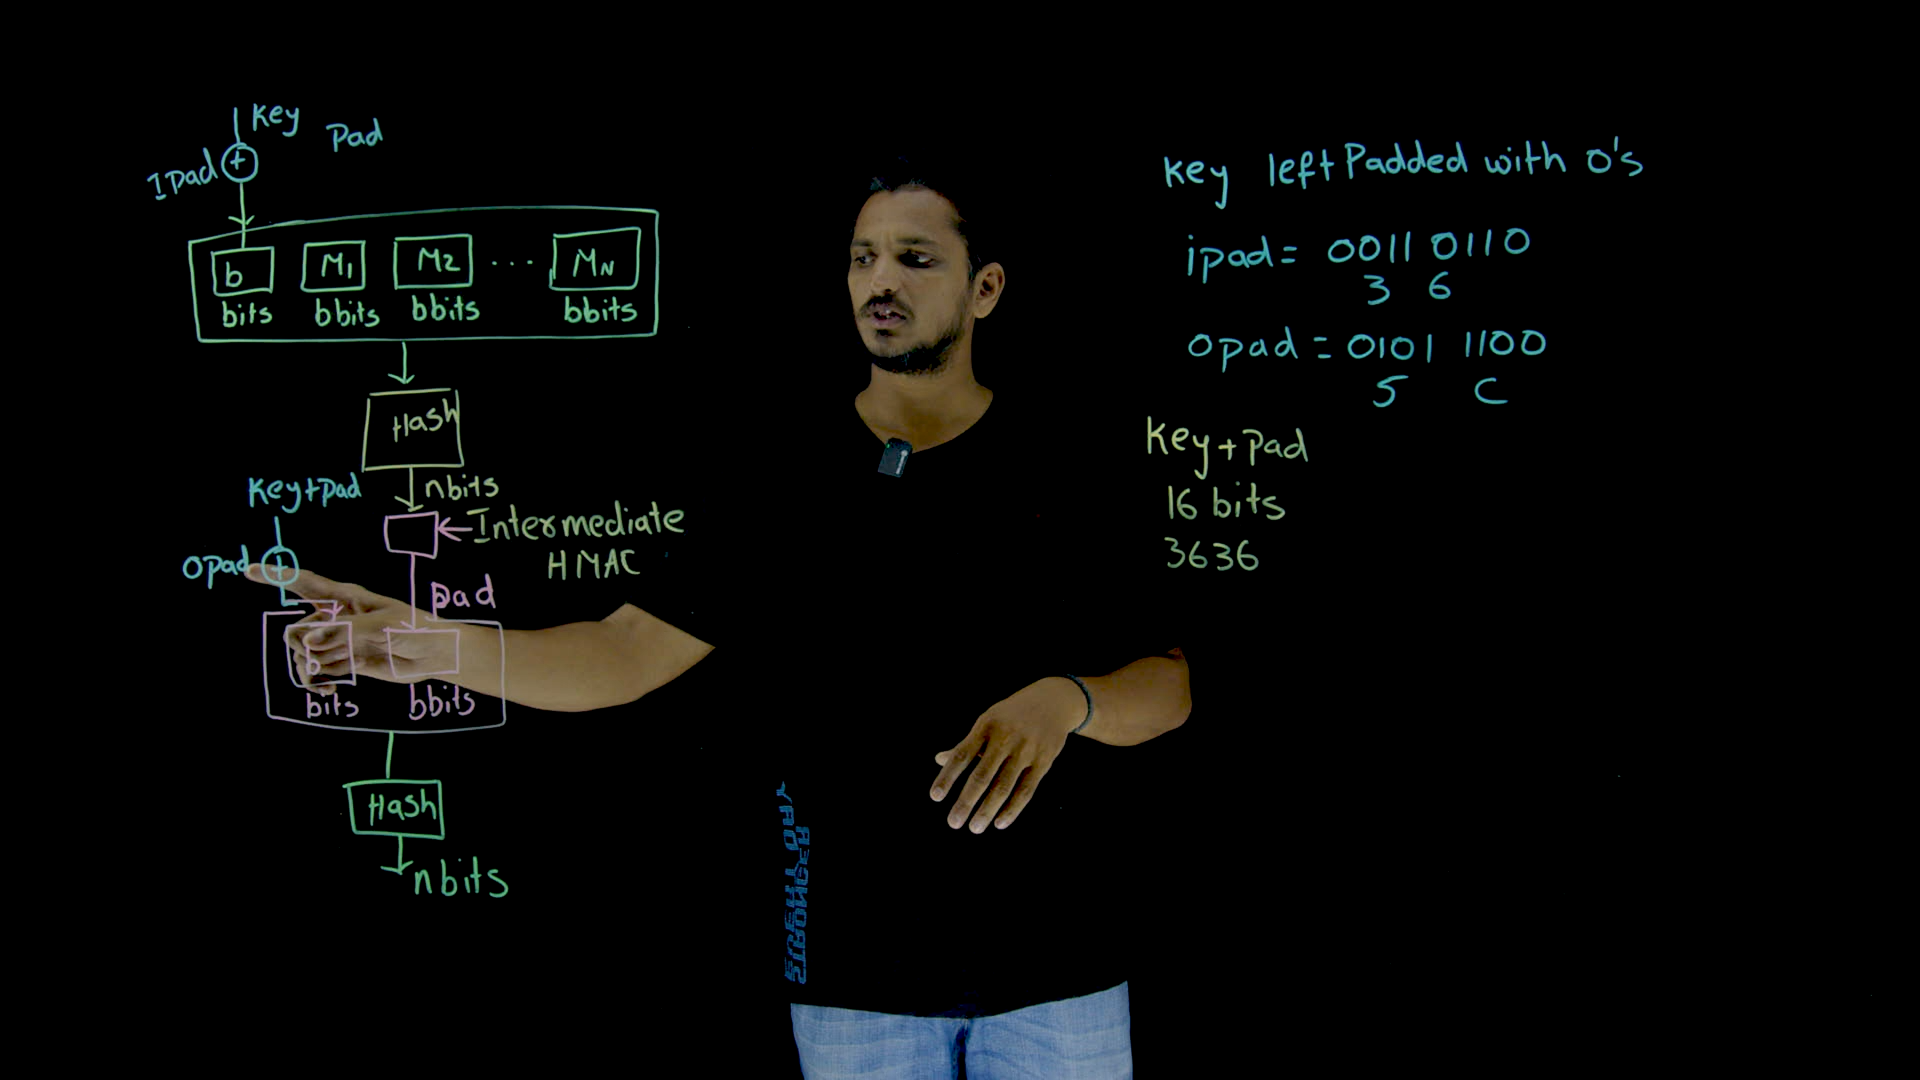 Key
Pad
Ipad +
b M1 M2 ... MN
bits bbits bbits bbits
Hash
nbits
Key+pad
Intermediate
HMAC
opad +
pad
b
bits bbits
Hash
nbits
Key left Padded with 0's
ipad = 0011 0110
3 6
opad = 0101 1100
5 C
Key+Pad
16 bits
3636